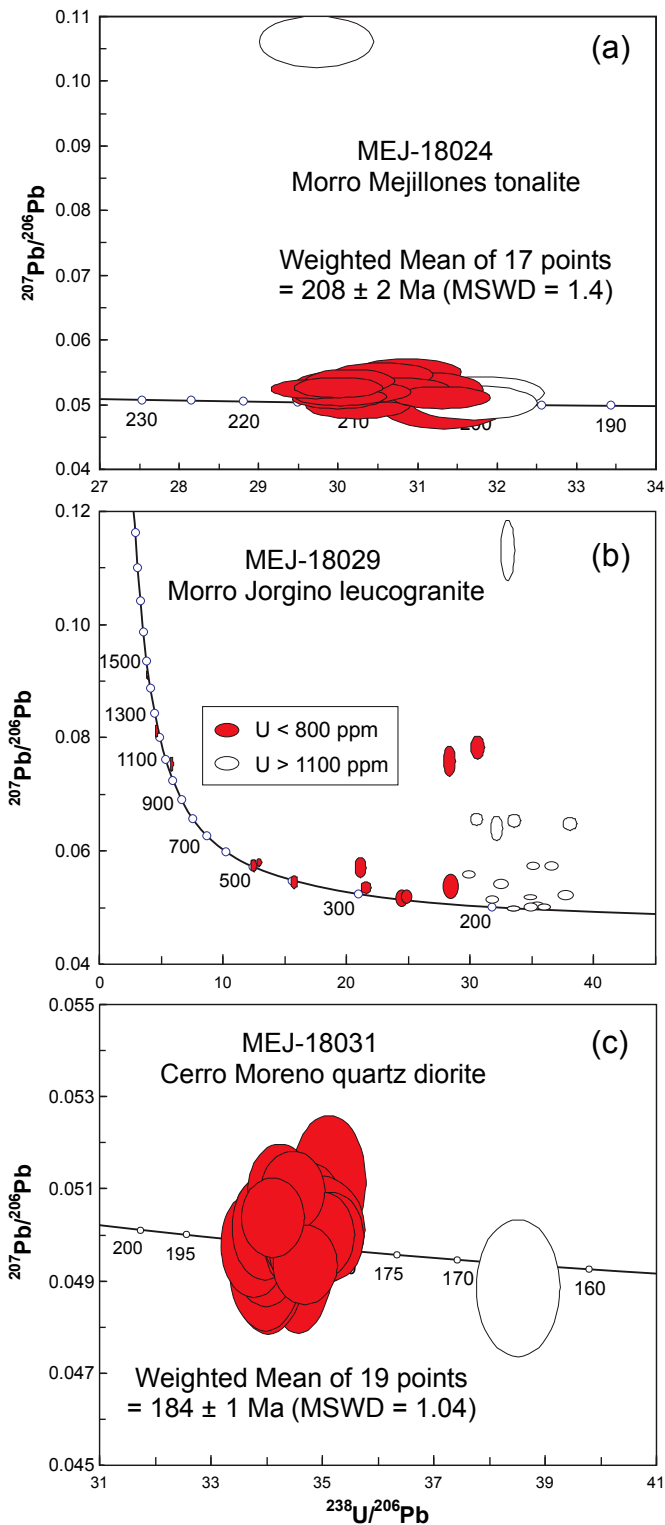 0.11
(a)
0.10
MEJ-18024
Morro Mejillones tonalite
0.09
0.08
²⁰⁷Pb/²⁰⁶Pb
Weighted Mean of 17 points
= 208 ± 2 Ma (MSWD = 1.4)
0.07
0.06
0.05
230 220 210 200 190
0.04
27 28 29 30 31 32 33 34
0.12
(b)
MEJ-18029
Morro Jorgino leucogranite
0.10
1500
1300
²⁰⁷Pb/²⁰⁶Pb
U < 800 ppm
U > 1100 ppm
0.08
1100
900
700
0.06
500 300 200
0.04
0 10 20 30 40
0.055
(c)
MEJ-18031
Cerro Moreno quartz diorite
0.053
0.051
²⁰⁷Pb/²⁰⁶Pb
200 195 175 170 160
0.049
0.047
Weighted Mean of 19 points
= 184 ± 1 Ma (MSWD = 1.04)
0.045
31 33 35 37 39 41
²³⁸U/²⁰⁶Pb